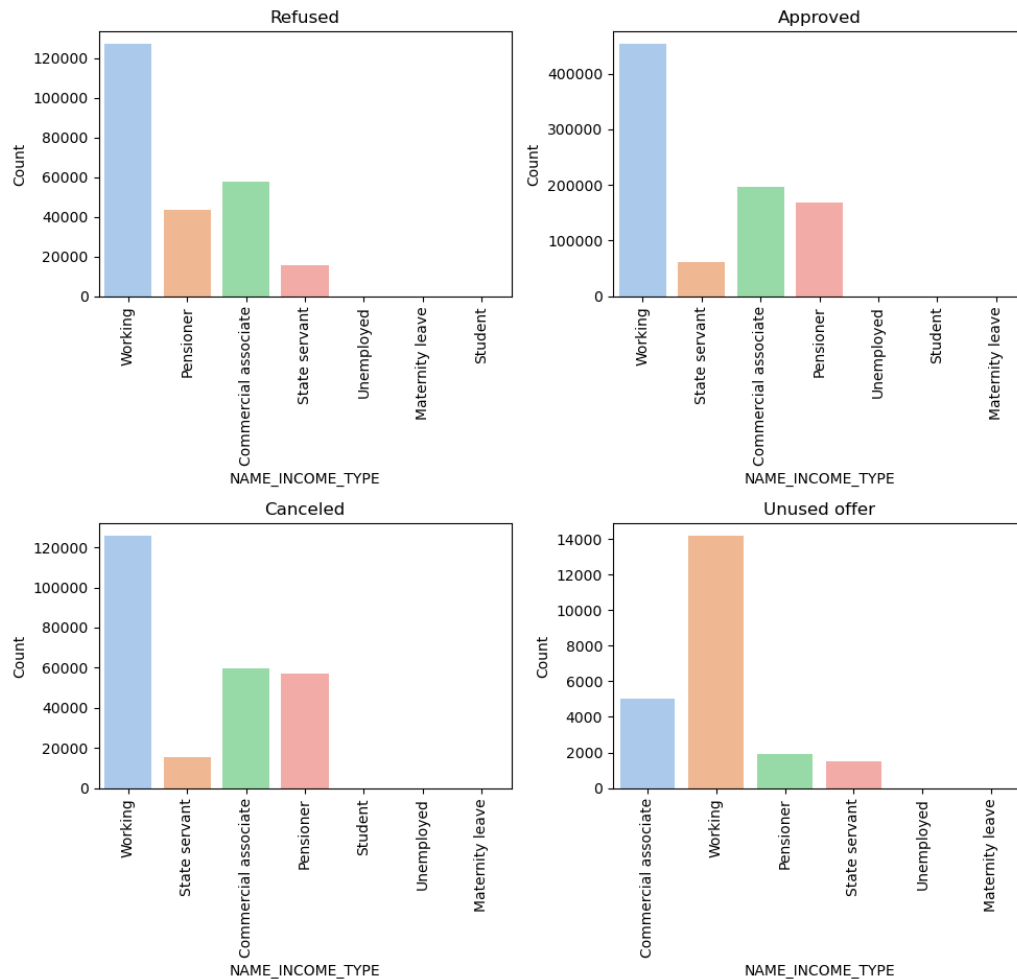 Refused
120000
100000
80000
60000
40000
20000
0
Count
Working
Pensioner
Commercial associate
State servant
Unemployed
Maternity leave
Student
NAME_INCOME_TYPE
Approved
400000
300000
200000
100000
0
Count
Working
State servant
Commercial associate
Pensioner
Unemployed
Student
Maternity leave
NAME_INCOME_TYPE
Canceled
120000
100000
80000
60000
40000
20000
0
Count
Working
State servant
Commercial associate
Pensioner
Student
Unemployed
Maternity leave
NAME_INCOME_TYPE
Unused offer
14000
12000
10000
8000
6000
4000
2000
0
Count
Commercial associate
Working
Pensioner
State servant
Unemployed
Maternity leave
NAME_INCOME_TYPE